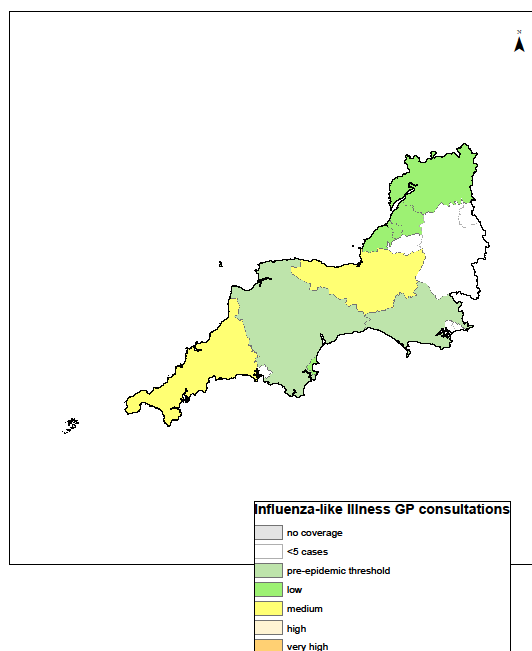 N
Influenza-like Illness GP consultations
no coverage
<5 cases
pre-epidemic threshold
low
medium
high
very high